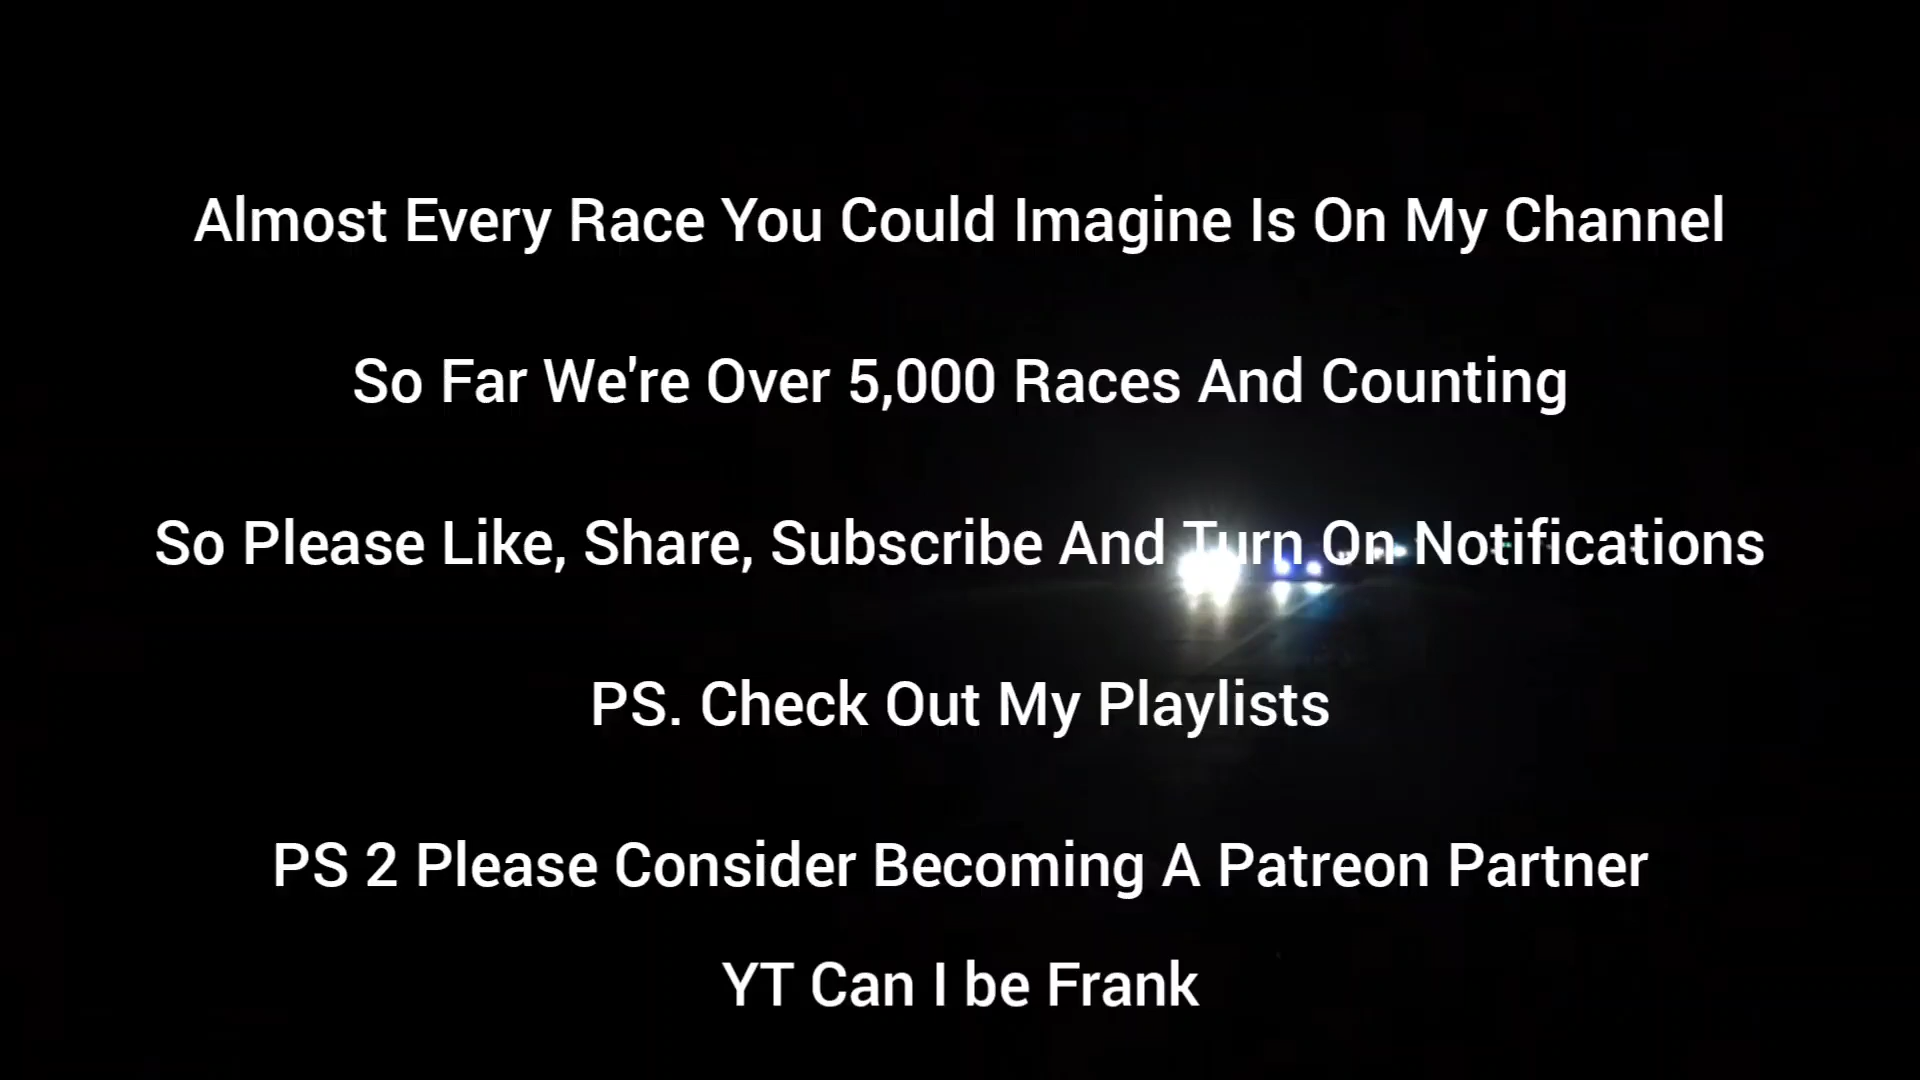 Almost Every Race You Could Imagine Is On My Channel
So Far We're Over 5,000 Races And Counting
So Please Like, Share, Subscribe And Turn On Notifications
PS. Check Out My Playlists
PS 2 Please Consider Becoming A Patreon Partner
YT Can I be Frank